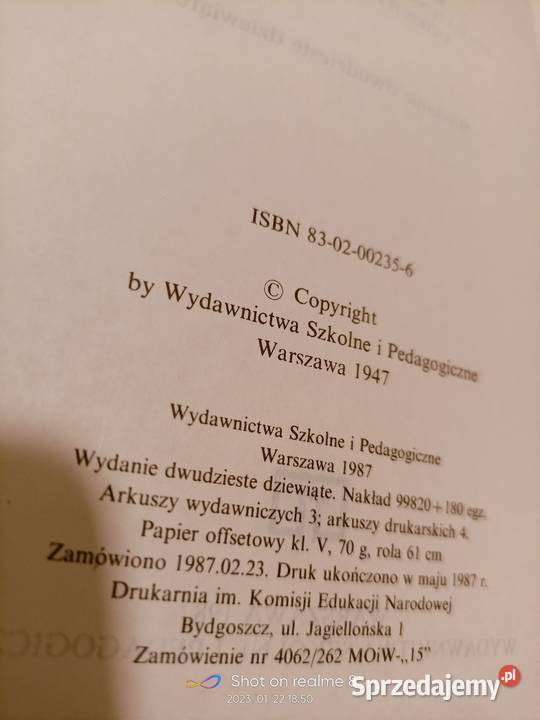 ISBN 83-02-00235-6
© Copyright
by Wydawnictwa Szkolne i Pedagogiczne
Warszawa 1947
Wydawnictwa Szkolne i Pedagogiczne
Warszawa 1987
Wydanie dwudzieste dziewiąte. Nakład 99820+180 egz.
Arkuszy wydawniczych 3; arkuszy drukarskich 4.
Papier offsetowy kl. V, 70 g, rola 61 cm
Zamówiono 1987.02.23. Druk ukończono w maju 1987 r.
Drukarnia im. Komisji Edukacji Narodowej
Bydgoszcz, ul. Jagiellońska 1
Zamówienie nr 4062/262 MOiW-„15”
Shot on realme 8
2023.01.22 18:50
Sprzedajemy.pl